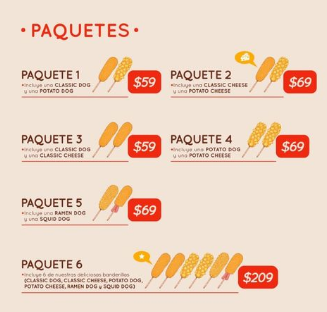 • PAQUETES •
PAQUETE 1
•Incluye una CLASSIC DOG
y una POTATO DOG
$59
PAQUETE 2
•Incluye una CLASSIC CHEESE
y una POTATO CHEESE
$69
PAQUETE 3
•Incluye una CLASSIC DOG
y una CLASSIC CHEESE
$59
PAQUETE 4
•Incluye una POTATO DOG
y una POTATO CHEESE
$69
PAQUETE 5
•Incluye una RAMEN DOG
y una SQUID DOG
$69
PAQUETE 6
•Incluye 6 de nuestras deliciosas banderillas
(CLASSIC DOG, CLASSIC CHEESE, POTATO DOG,
POTATO CHEESE, RAMEN DOG y SQUID DOG)
$209